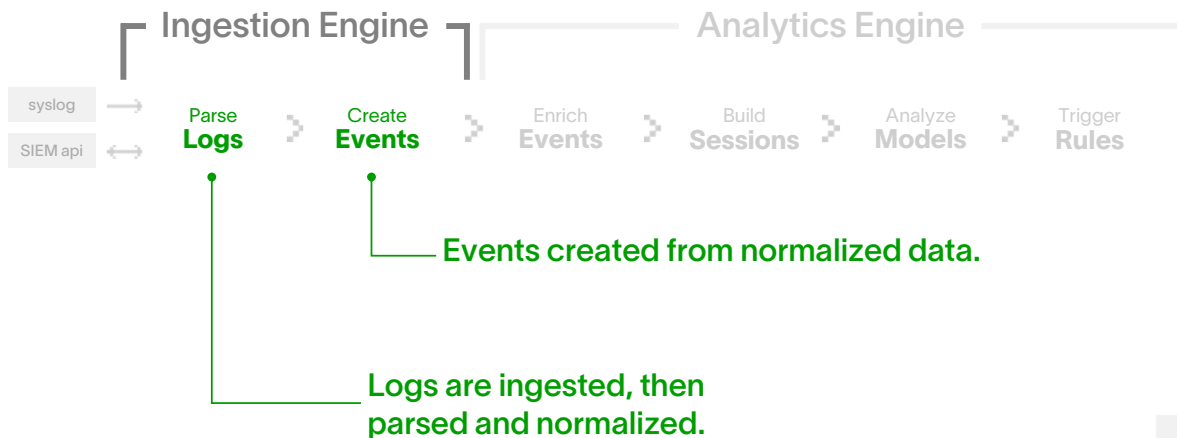 Ingestion Engine
Analytics Engine
syslog
SIEM api
Parse
Logs
Create
Events
Enrich
Events
Build
Sessions
Analyze
Models
Trigger
Rules
Events created from normalized data.
Logs are ingested, then
parsed and normalized.